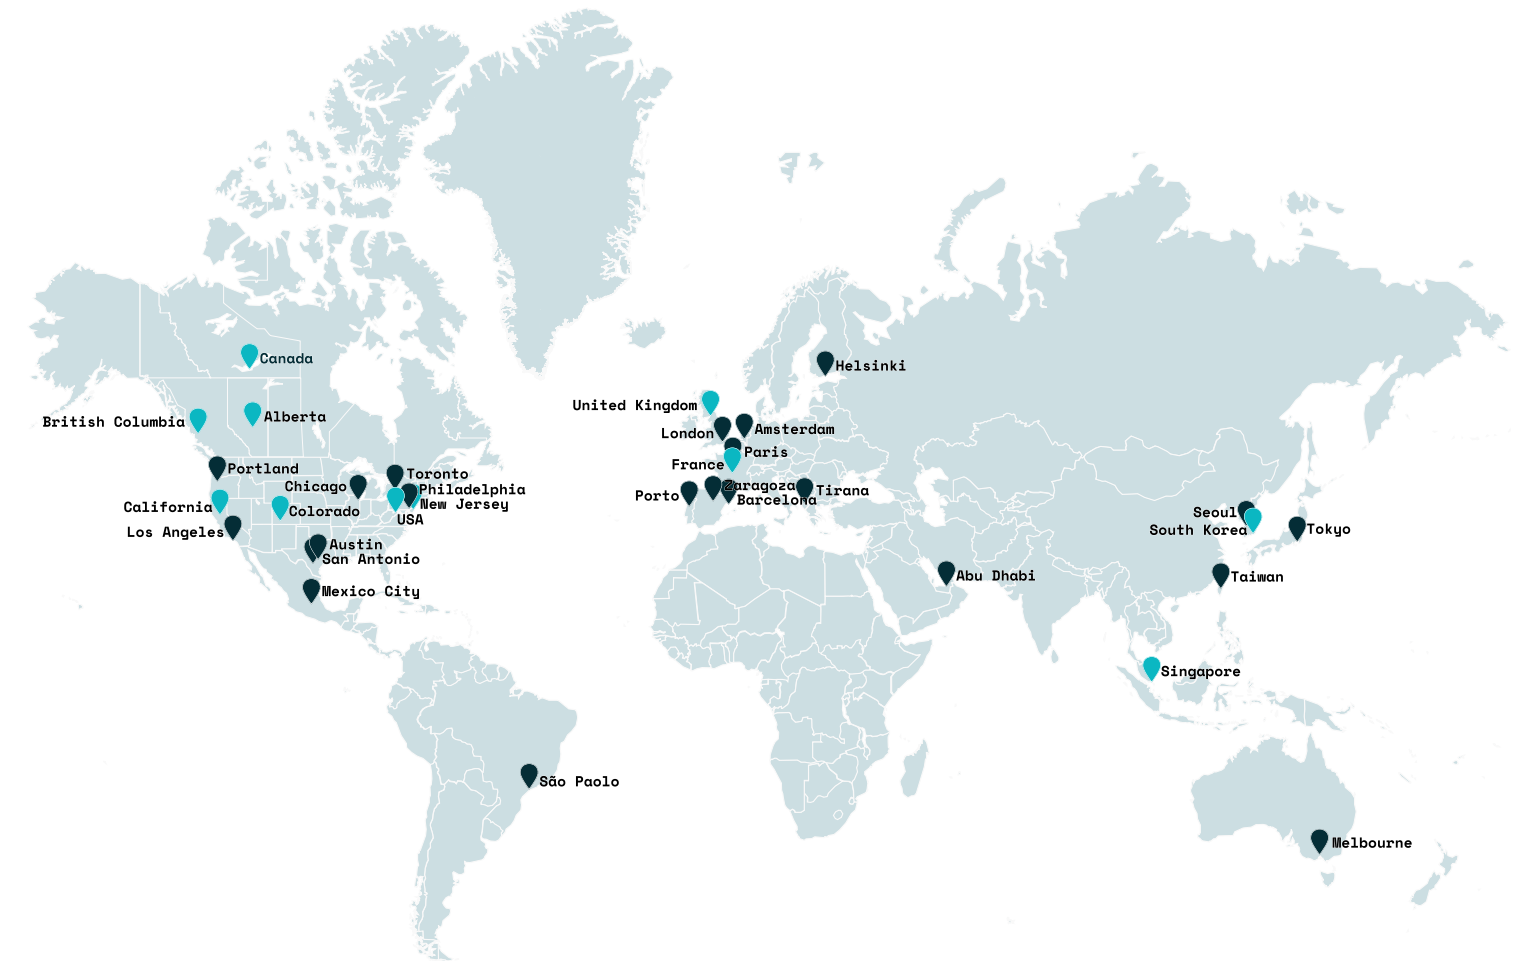 Canada
Helsinki
United Kingdom
Alberta
British Columbia
Amsterdam
London
Paris
France
Portland
Toronto
Chicago
Philadelphia
Zaragoza
Tirana
Porto
Barcelona
New Jersey
California
Colorado
Seoul
USA
South Korea
Tokyo
Los Angeles
Austin
San Antonio
Abu Dhabi
Taiwan
Mexico City
Singapore
São Paolo
Melbourne